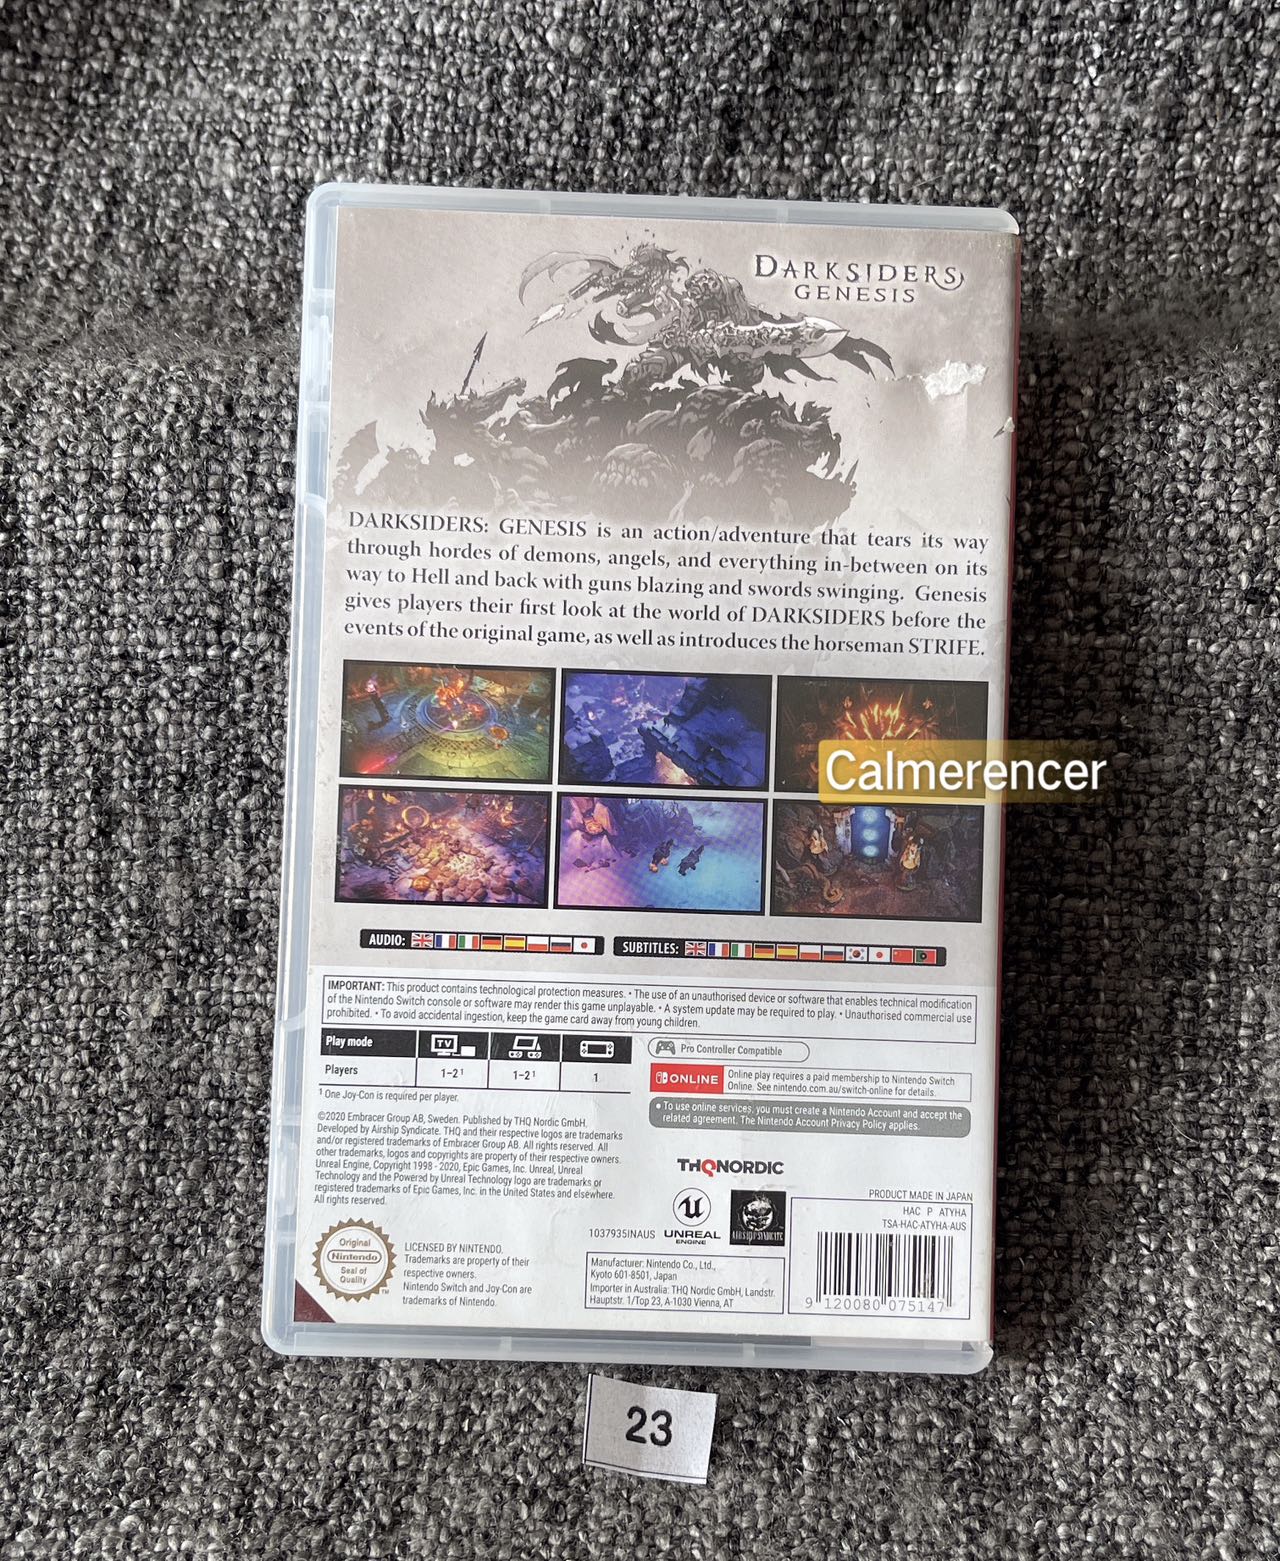 DARKSIDERS
GENESIS
DARKSIDERS: GENESIS is an action/adventure that tears its way
through hordes of demons, angels, and everything in-between on its
way to Hell and back with guns blazing and swords swinging. Genesis
gives players their first look at the world of DARKSIDERS before the
events of the original game, as well as introduces the horseman STRIFE.
Calmerencer
AUDIO:
SUBTITLES:
IMPORTANT: This product contains technological protection measures. • The use of an unauthorised device or software that enables technical modification
of the Nintendo Switch console or software may render this game unplayable. • A system update may be required to play. • Unauthorised commercial use
prohibited. • To avoid accidental ingestion, keep the game card away from young children.
Play mode
TV
Players
1-2¹
1-2¹
1
¹ One Joy-Con is required per player.
Pro Controller Compatible
ONLINE
Online play requires a paid membership to Nintendo Switch
Online. See nintendo.com.au/switch-online for details.
• To use online services, you must create a Nintendo Account and accept the
related agreement. The Nintendo Account Privacy Policy applies.
©2020 Embracer Group AB, Sweden. Published by THQ Nordic GmbH.
Developed by Airship Syndicate. THQ and their respective logos are trademarks
and/or registered trademarks of Embracer Group AB. All rights reserved. All
other trademarks, logos and copyrights are property of their respective owners.
Unreal Engine, Copyright 1998 - 2020, Epic Games, Inc. Unreal, Unreal
Technology and the Powered by Unreal Technology logo are trademarks or
registered trademarks of Epic Games, Inc. in the United States and elsewhere.
All rights reserved.
THQNORDIC
UNREAL
ENGINE
AIRSHIP SYNDICATE
1037935INAUS
PRODUCT MADE IN JAPAN
HAC P ATYHA
TSA-HAC-ATYHA-AUS
Original
Nintendo
Seal of
Quality
TM
LICENSED BY NINTENDO.
Trademarks are property of their
respective owners.
Nintendo Switch and Joy-Con are
trademarks of Nintendo.
Manufacturer: Nintendo Co., Ltd.,
Kyoto 601-8501, Japan
Importer in Australia: THQ Nordic GmbH, Landstr.
Hauptstr. 1/Top 23, A-1030 Vienna, AT
9 120080 075147
23